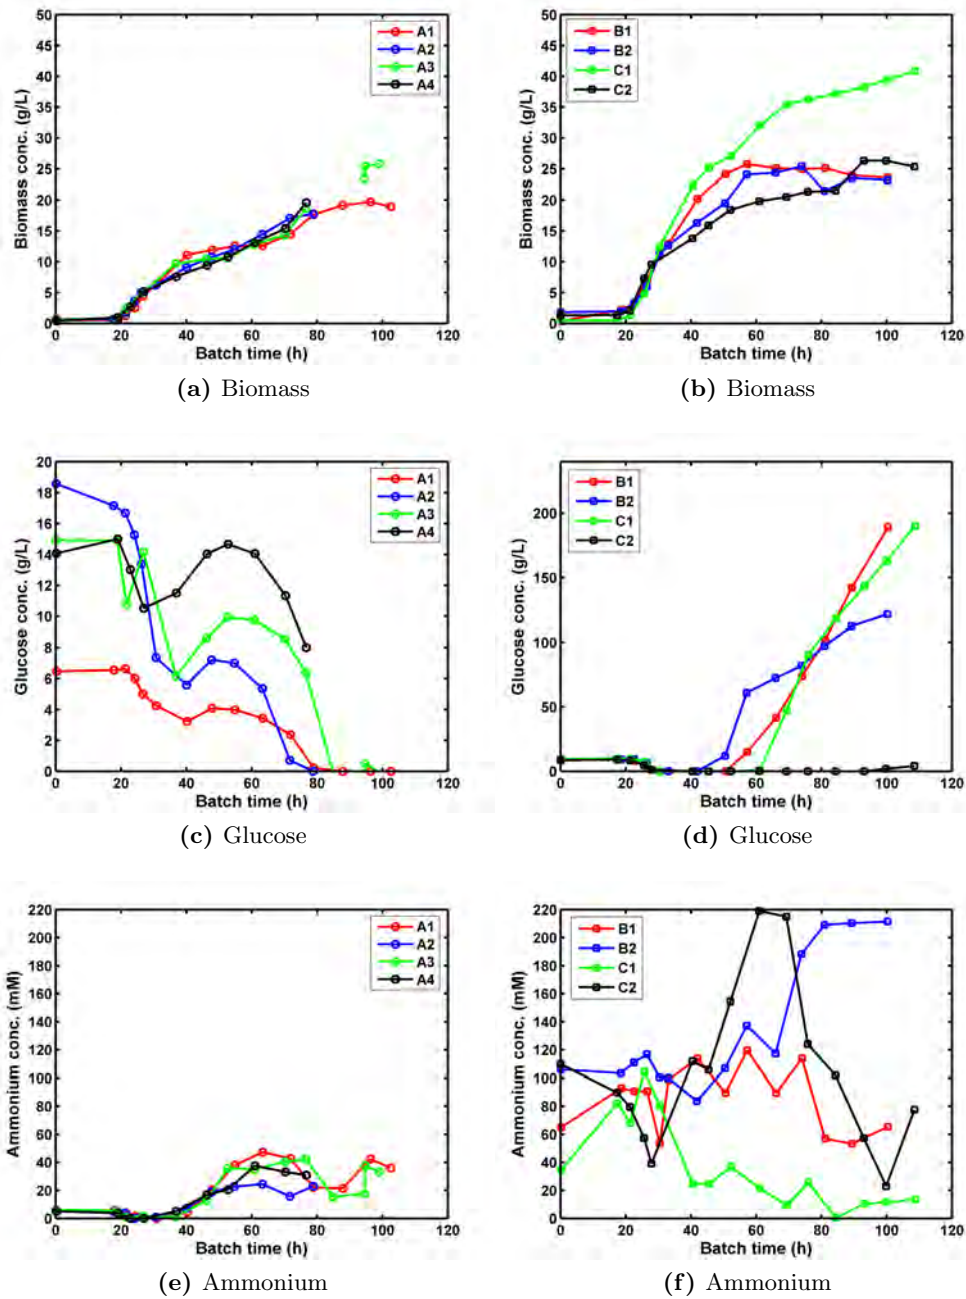 50
45
40
35
30
25
20
15
10
5
0
Biomass conc. (g/L)
A1
A2
A3
A4
0 20 40 60 80 100 120
Batch time (h)
(a) Biomass
50
45
40
35
30
25
20
15
10
5
0
Biomass conc. (g/L)
B1
B2
C1
C2
0 20 40 60 80 100 120
Batch time (h)
(b) Biomass
20
18
16
14
12
10
8
6
4
2
0
Glucose conc. (g/L)
A1
A2
A3
A4
0 20 40 60 80 100 120
Batch time (h)
(c) Glucose
200
150
100
50
0
Glucose conc. (g/L)
B1
B2
C1
C2
0 20 40 60 80 100 120
Batch time (h)
(d) Glucose
220
200
180
160
140
120
100
80
60
40
20
0
Ammonium conc. (mM)
A1
A2
A3
A4
0 20 40 60 80 100 120
Batch time (h)
(e) Ammonium
220
200
180
160
140
120
100
80
60
40
20
0
Ammonium conc. (mM)
B1
B2
C1
C2
0 20 40 60 80 100 120
Batch time (h)
(f) Ammonium